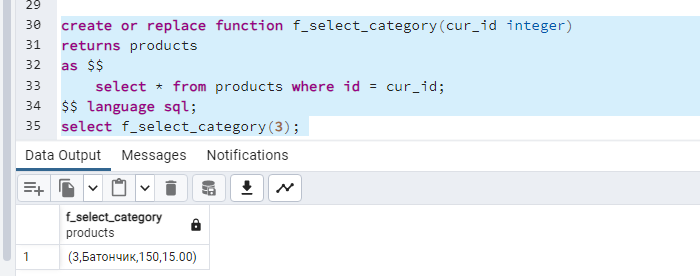 29
30 create or replace function f_select_category(cur_id integer)
31 returns products
32 as $$
33 select * from products where id = cur_id;
34 $$ language sql;
35 select f_select_category(3);
Data Output Messages Notifications
f_select_category
products
1 (3,Батончик,150,15.00)